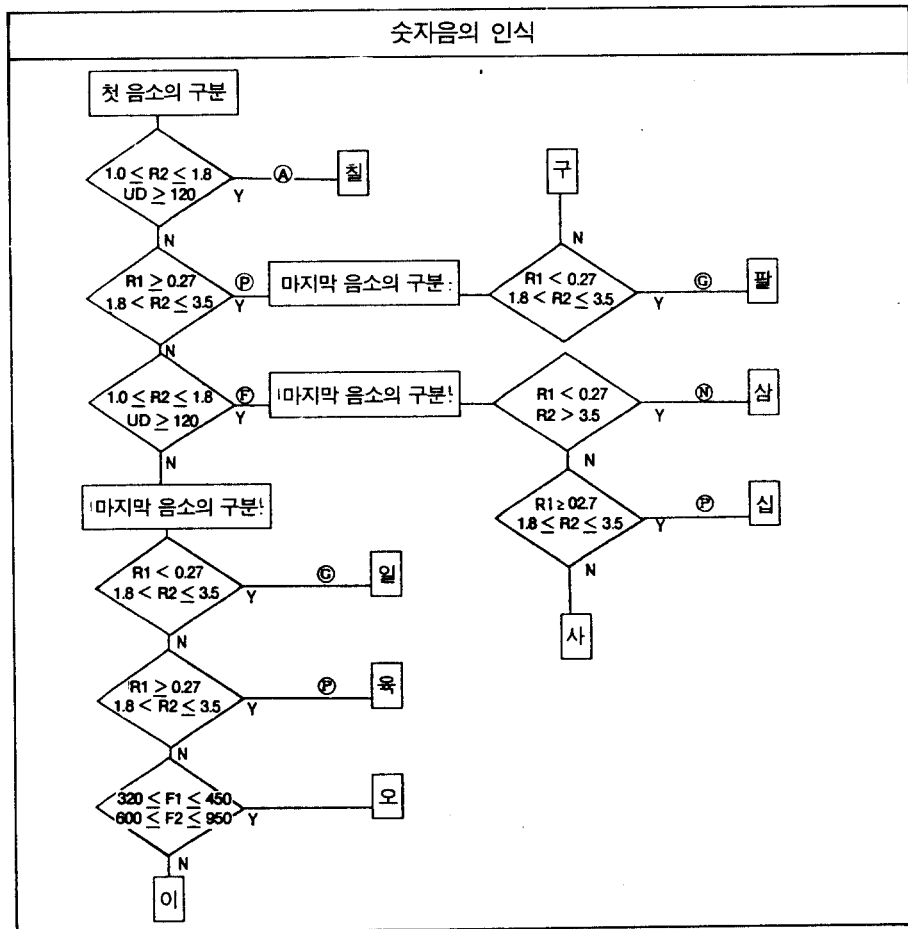 숫자음의 인식
첫 음소의 구분
1.0 ≤ R2 ≤ 1.8
UD ≥ 120
Y
Ⓐ
칠
N
R1 ≥ 0.27
1.8 < R2 ≤ 3.5
Y
Ⓟ
마지막 음소의 구분
R1 < 0.27
1.8 < R2 ≤ 3.5
N
구
Y
Ⓖ
팔
N
1.0 ≤ R2 ≤ 1.8
UD ≥ 120
Y
Ⓕ
마지막 음소의 구분
R1 < 0.27
R2 > 3.5
Y
Ⓝ
삼
N
R1 ≥ 02.7
1.8 ≤ R2 ≤ 3.5
Y
Ⓟ
십
N
사
N
마지막 음소의 구분
R1 < 0.27
1.8 < R2 ≤ 3.5
Y
Ⓖ
일
N
R1 ≥ 0.27
1.8 < R2 ≤ 3.5
Y
Ⓟ
육
N
320 ≤ F1 ≤ 450
600 ≤ F2 ≤ 950
Y
오
N
이